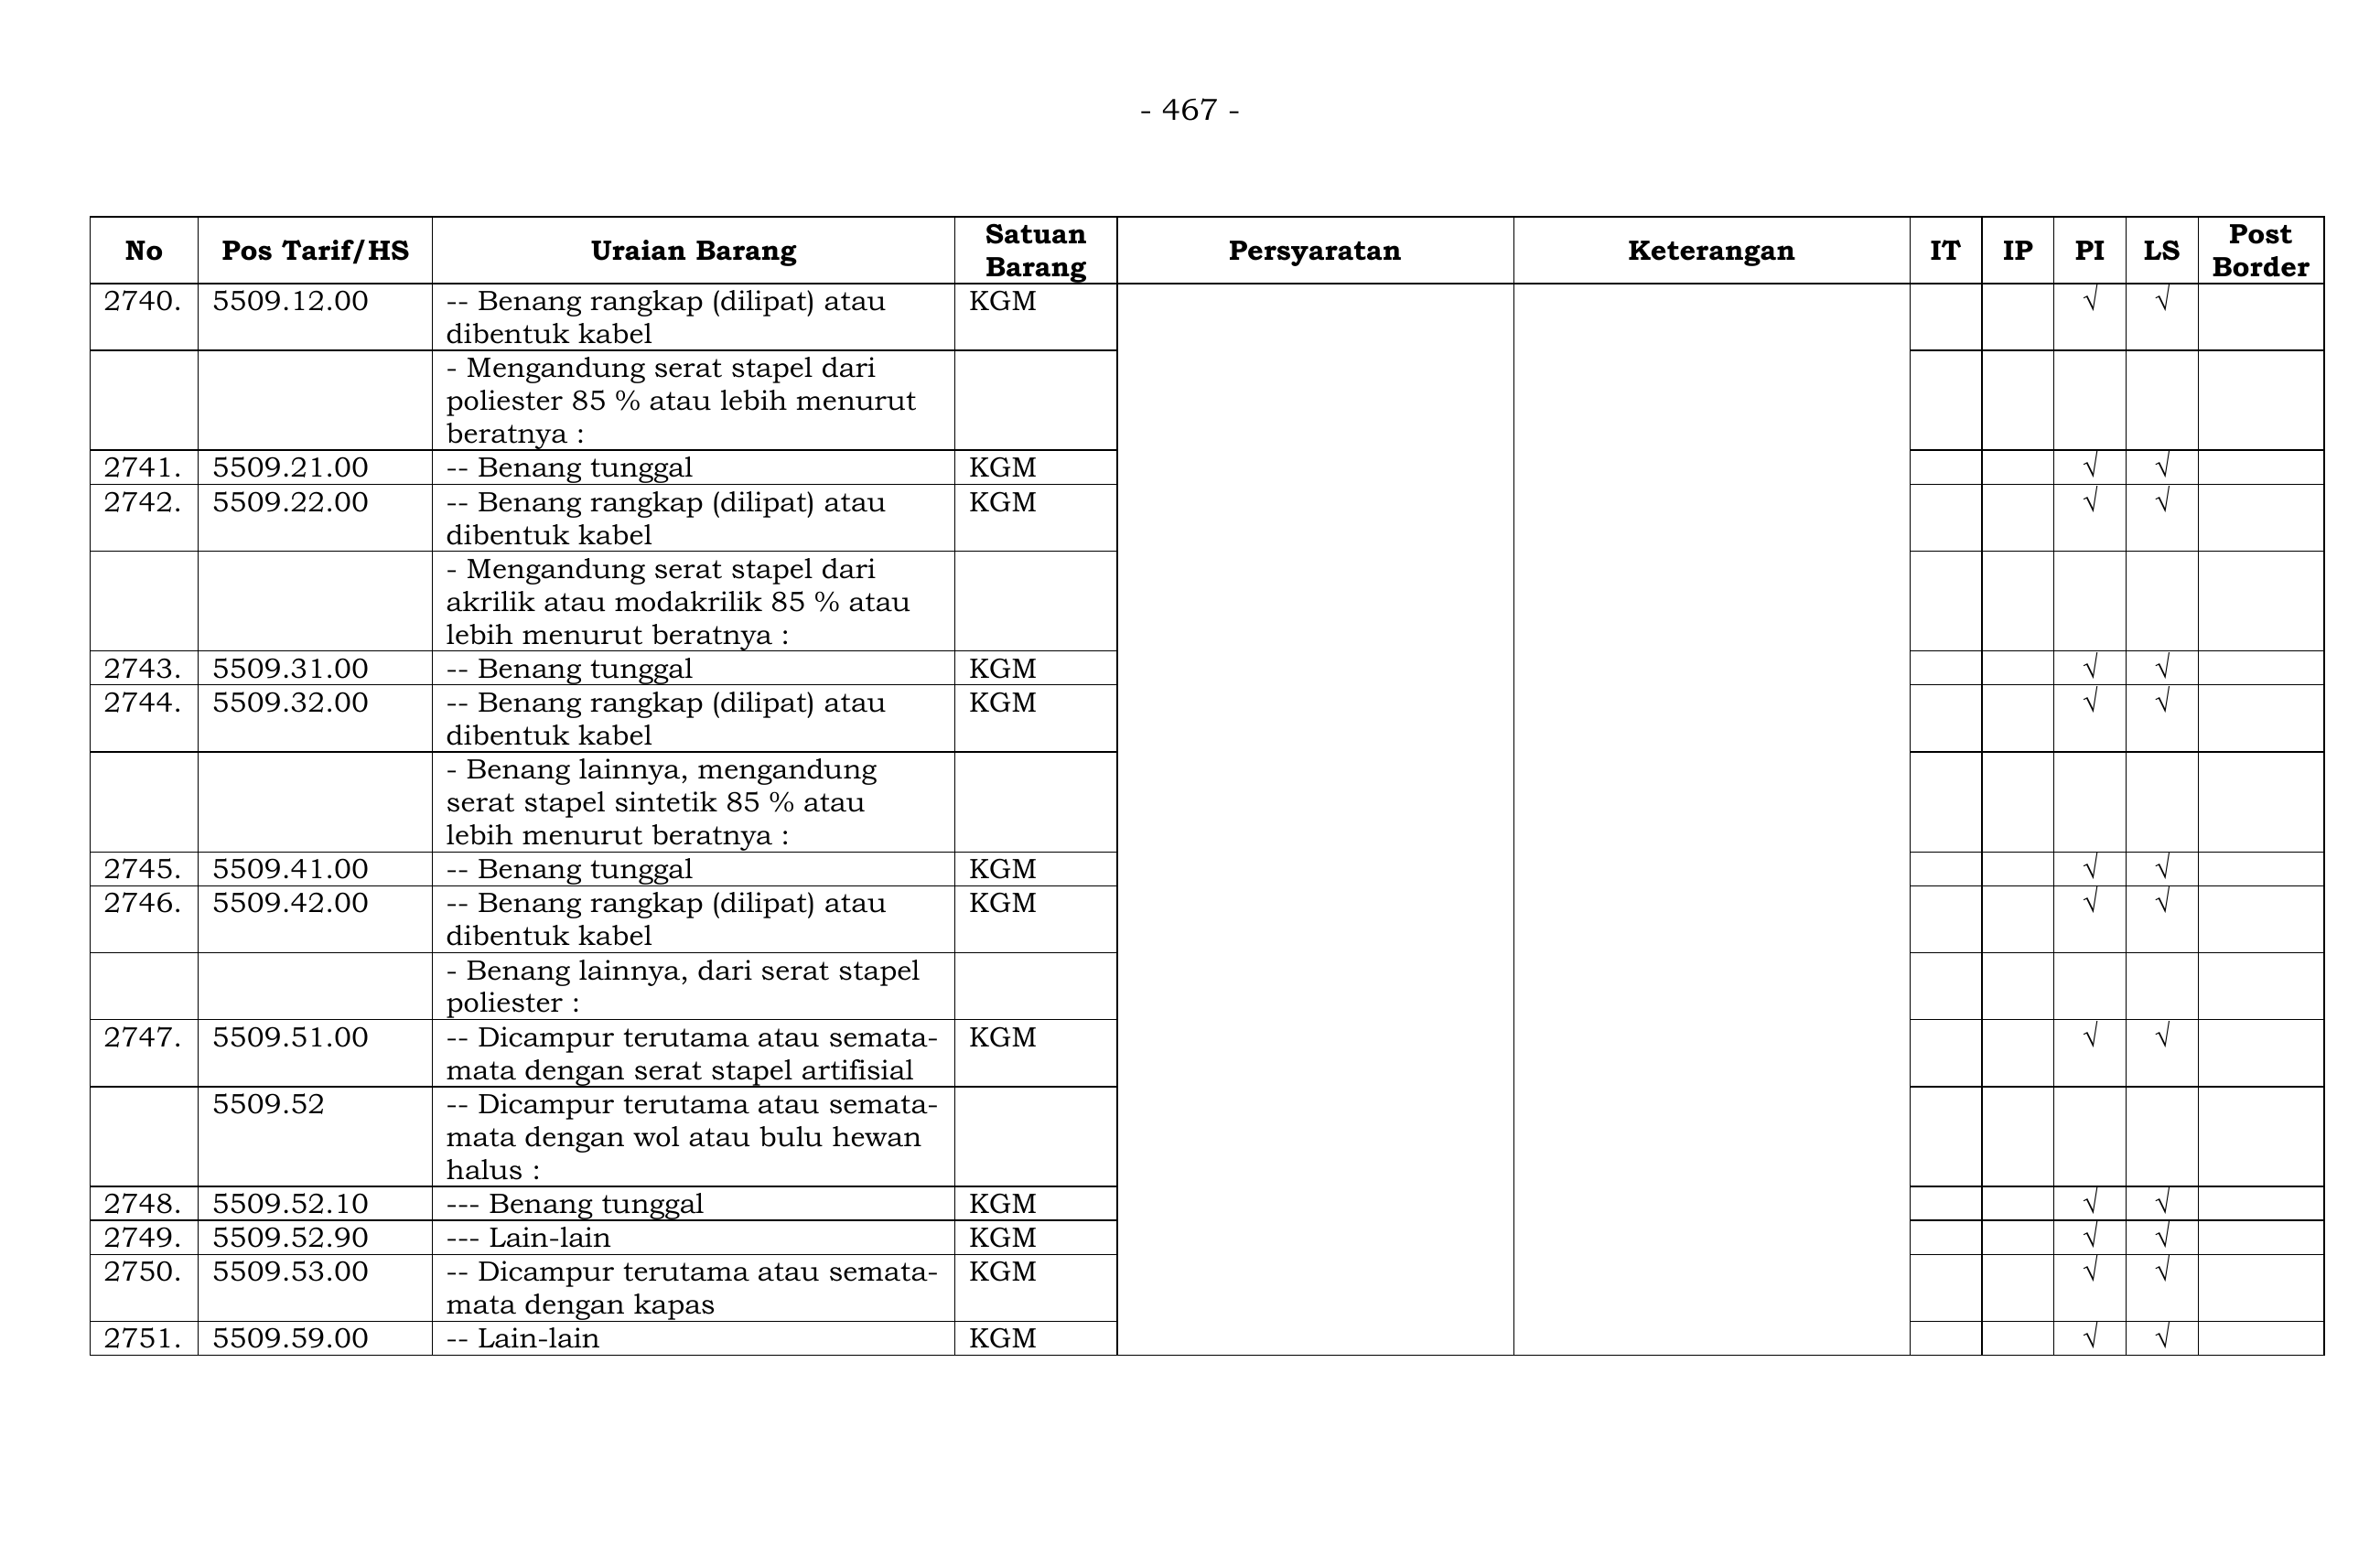 - 467 -
No Pos Tarif/HS Uraian Barang Satuan Barang Persyaratan Keterangan IT IP PI LS Post Border
2740. 5509.12.00 -- Benang rangkap (dilipat) atau KGM √ √
dibentuk kabel
- Mengandung serat stapel dari
poliester 85 % atau lebih menurut
beratnya :
2741. 5509.21.00 -- Benang tunggal KGM √ √
2742. 5509.22.00 -- Benang rangkap (dilipat) atau KGM √ √
dibentuk kabel
- Mengandung serat stapel dari
akrilik atau modakrilik 85 % atau
lebih menurut beratnya :
2743. 5509.31.00 -- Benang tunggal KGM √ √
2744. 5509.32.00 -- Benang rangkap (dilipat) atau KGM √ √
dibentuk kabel
- Benang lainnya, mengandung
serat stapel sintetik 85 % atau
lebih menurut beratnya :
2745. 5509.41.00 -- Benang tunggal KGM √ √
2746. 5509.42.00 -- Benang rangkap (dilipat) atau KGM √ √
dibentuk kabel
- Benang lainnya, dari serat stapel
poliester :
2747. 5509.51.00 -- Dicampur terutama atau semata- KGM √ √
mata dengan serat stapel artifisial
5509.52 -- Dicampur terutama atau semata-
mata dengan wol atau bulu hewan
halus :
2748. 5509.52.10 --- Benang tunggal KGM √ √
2749. 5509.52.90 --- Lain-lain KGM √ √
2750. 5509.53.00 -- Dicampur terutama atau semata- KGM √ √
mata dengan kapas
2751. 5509.59.00 -- Lain-lain KGM √ √